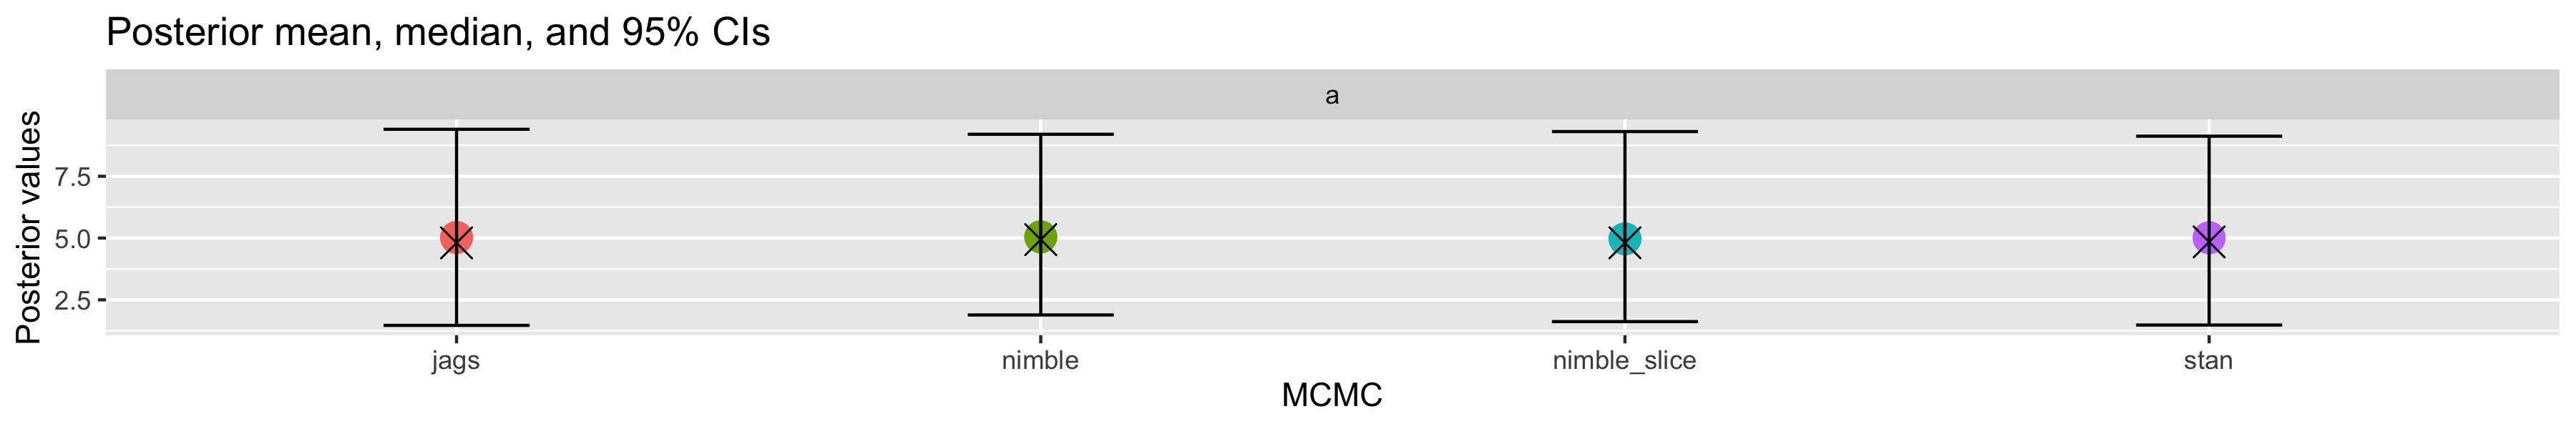 Posterior mean, median, and 95% CIs
a
Posterior values
7.5
5.0
2.5
jags nimble nimble_slice stan
MCMC